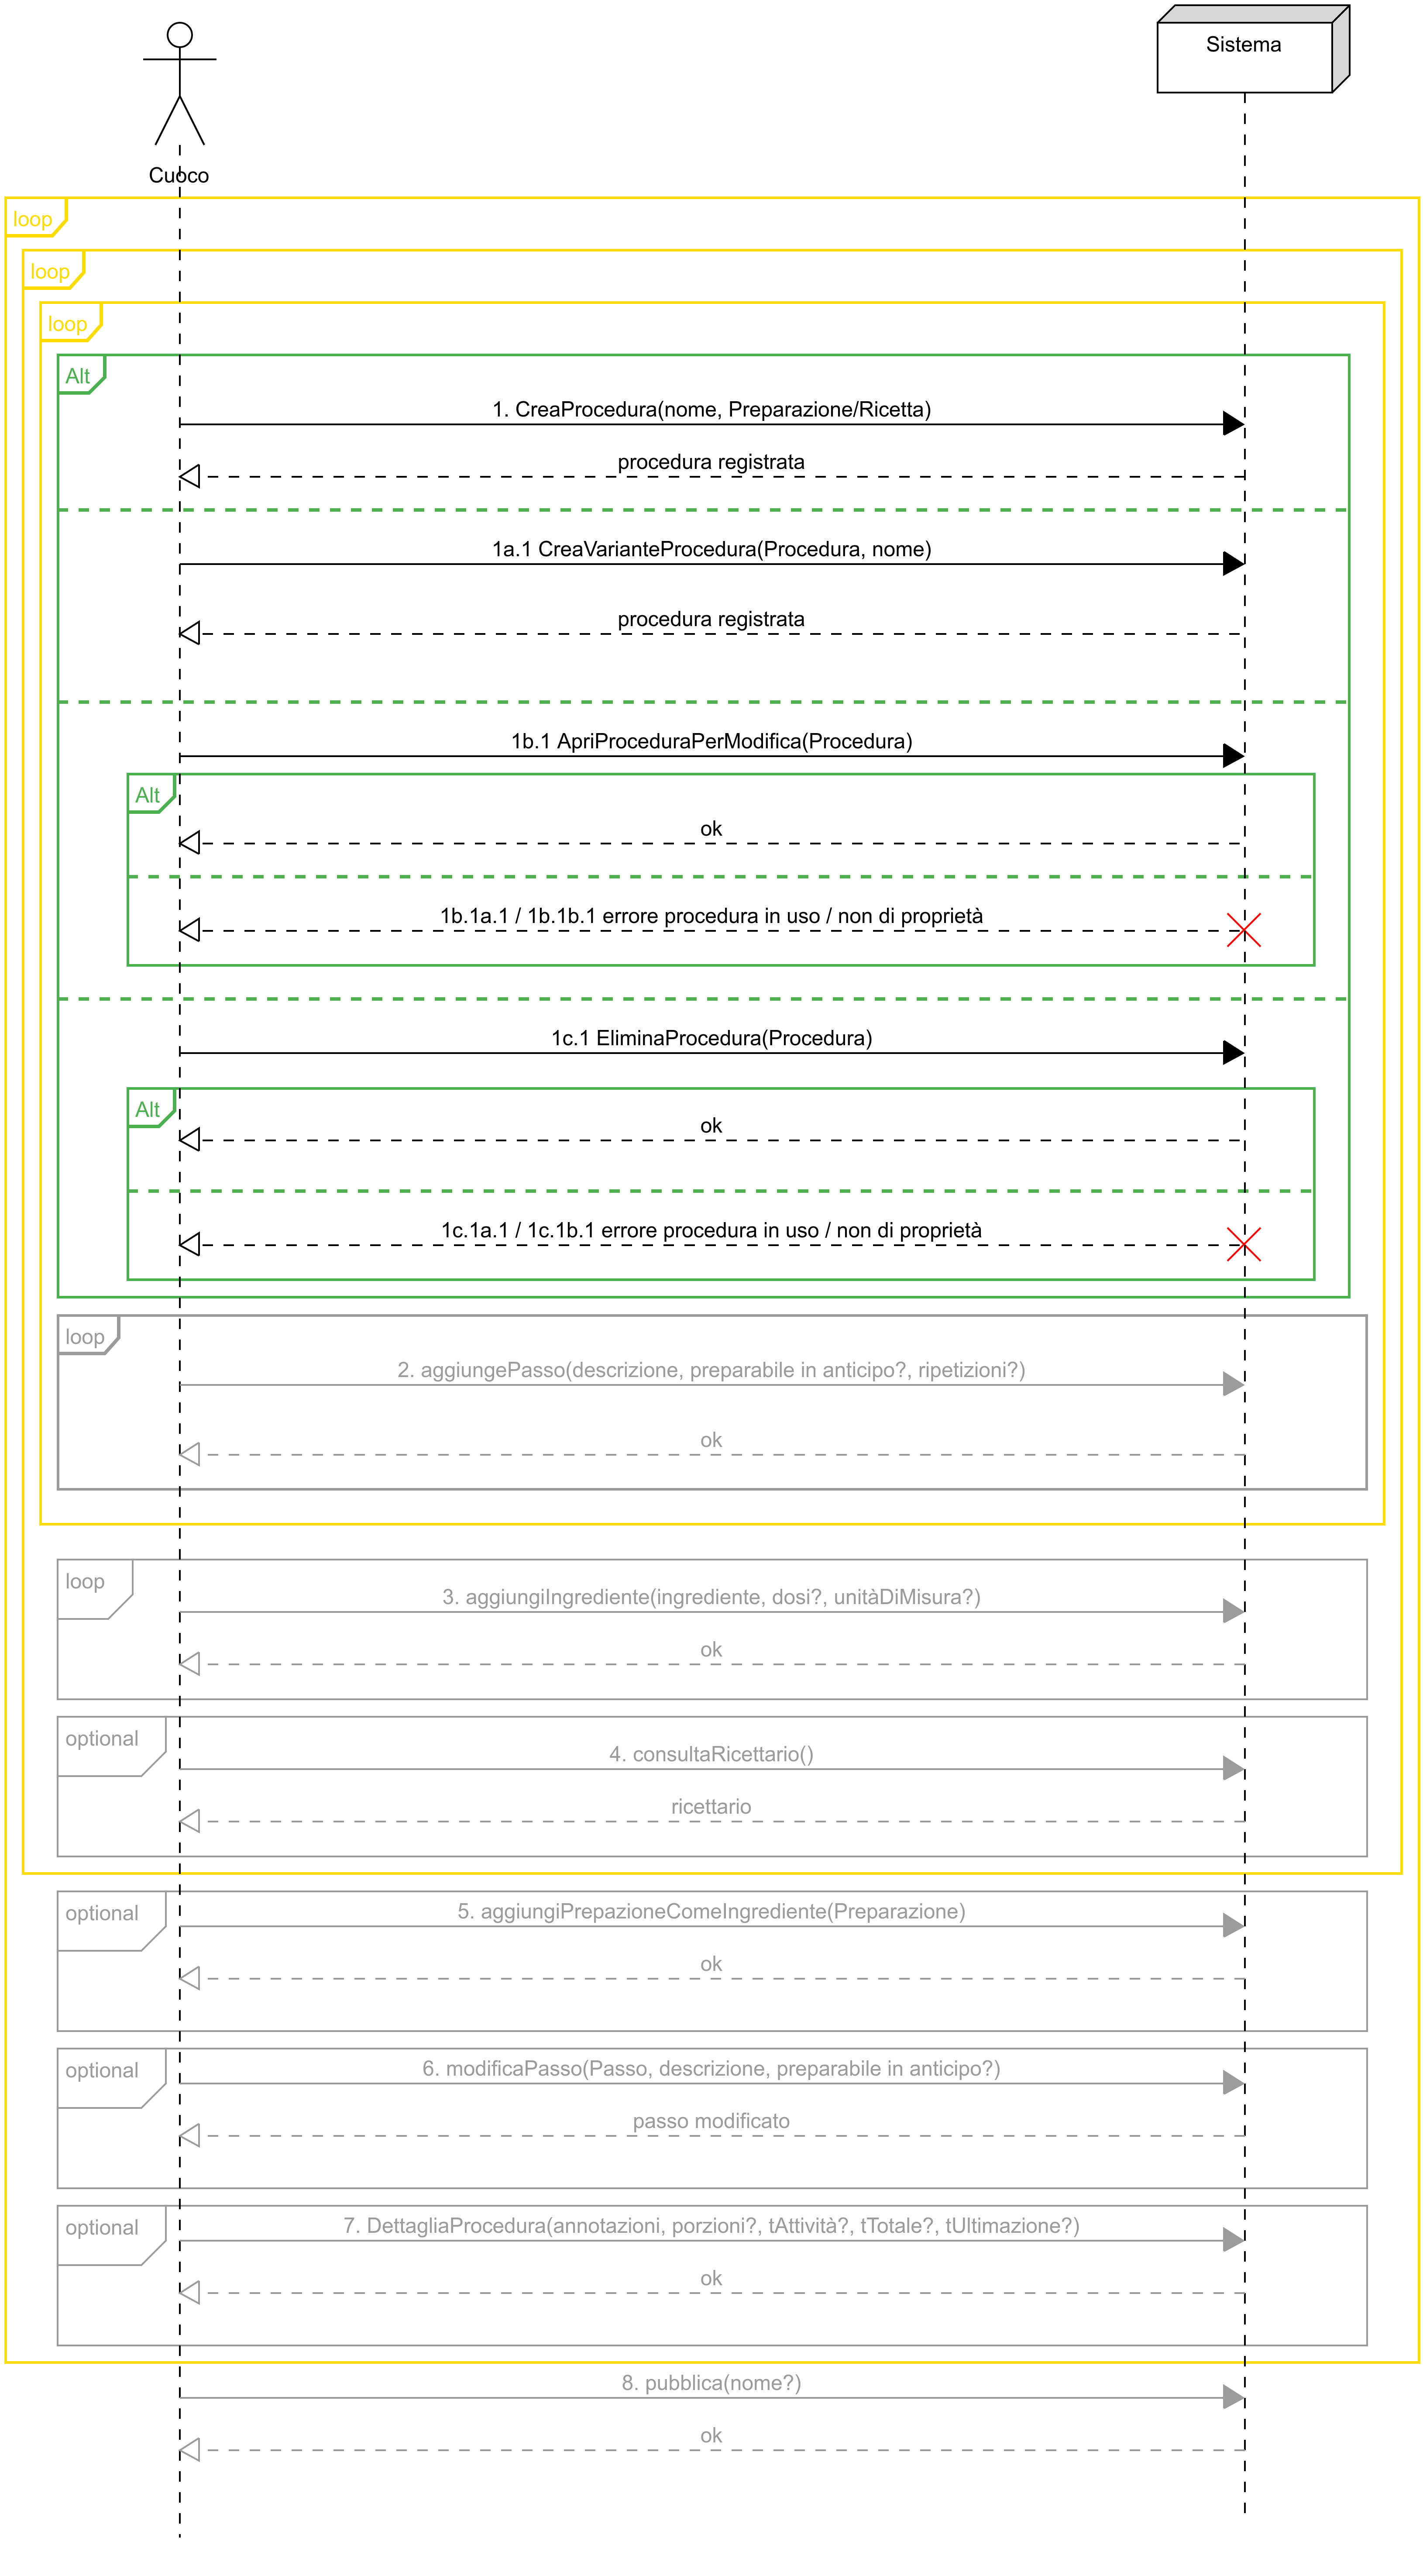 Sistema
Cuoco
loop
loop
loop
Alt
1. CreaProcedura(nome, Preparazione/Ricetta)
procedura registrata
1a.1 CreaVarianteProcedura(Procedura, nome)
procedura registrata
1b.1 ApriProceduraPerModifica(Procedura)
Alt
ok
1b.1a.1 / 1b.1b.1 errore procedura in uso / non di proprietà
1c.1 EliminaProcedura(Procedura)
Alt
ok
1c.1a.1 / 1c.1b.1 errore procedura in uso / non di proprietà
loop
2. aggiungePasso(descrizione, preparabile in anticipo?, ripetizioni?)
ok
loop
3. aggiungiIngrediente(ingrediente, dosi?, unitàDiMisura?)
ok
optional
4. consultaRicettario()
ricettario
optional
5. aggiungiPrepazioneComeIngrediente(Preparazione)
ok
optional
6. modificaPasso(Passo, descrizione, preparabile in anticipo?)
passo modificato
optional
7. DettagliaProcedura(annotazioni, porzioni?, tAttività?, tTotale?, tUltimazione?)
ok
8. pubblica(nome?)
ok